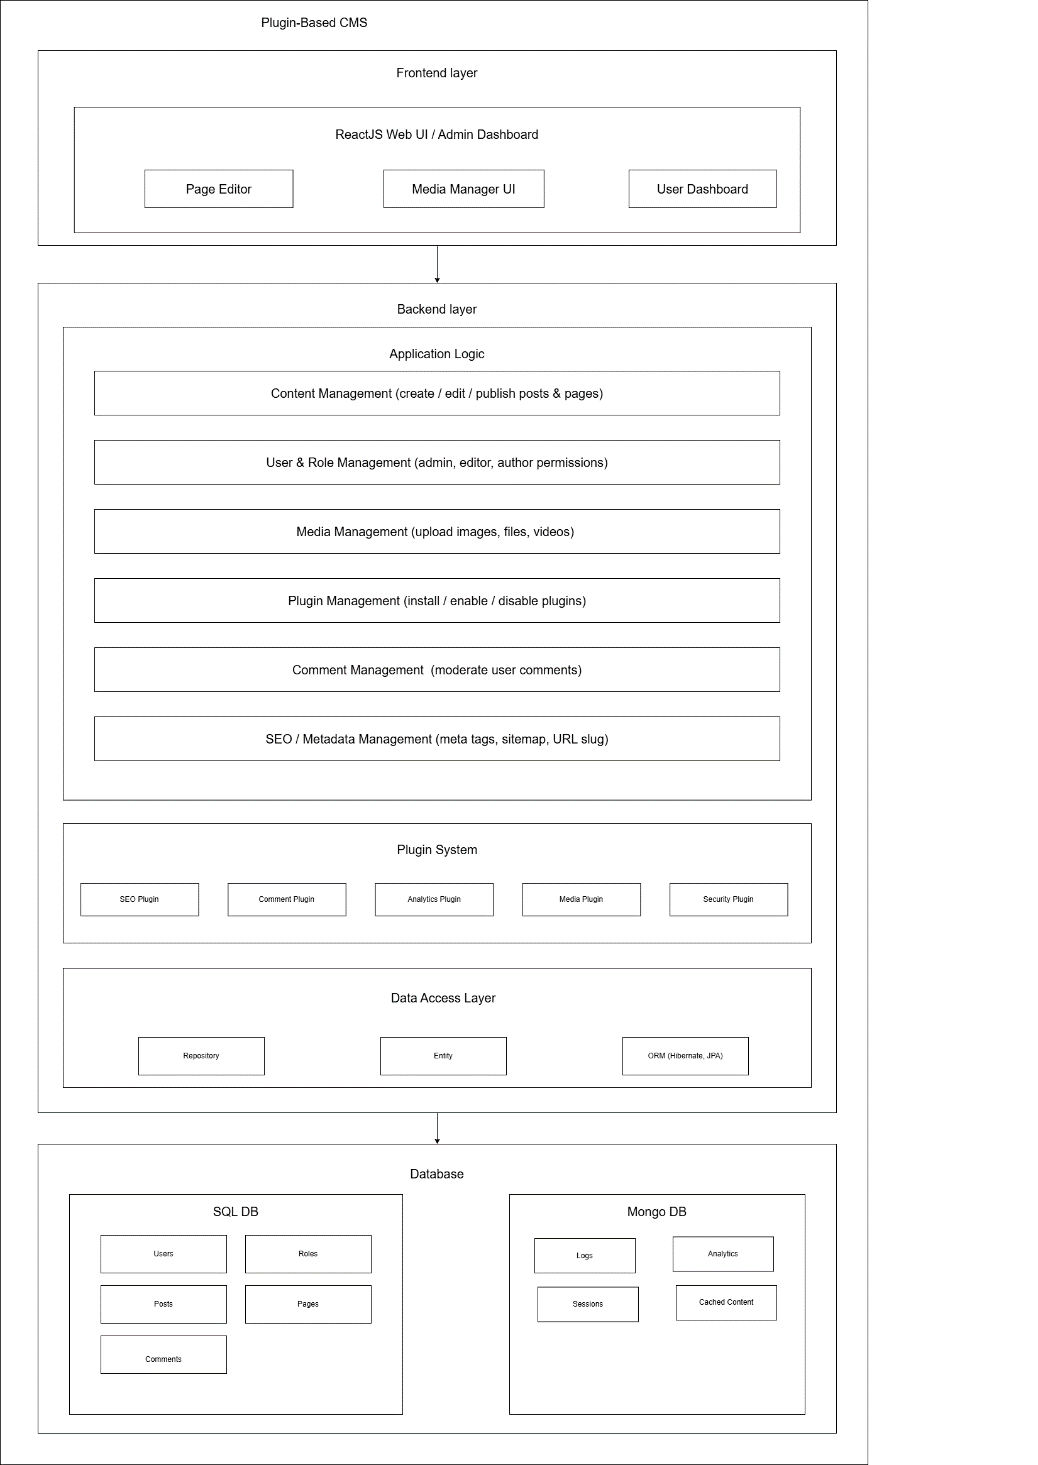 Plugin-Based CMS
Frontend layer
ReactJS Web UI / Admin Dashboard
Page Editor
Media Manager UI
User Dashboard
Backend layer
Application Logic
Content Management (create / edit / publish posts & pages)
User & Role Management (admin, editor, author permissions)
Media Management (upload images, files, videos)
Plugin Management (install / enable / disable plugins)
Comment Management  (moderate user comments)
SEO / Metadata Management (meta tags, sitemap, URL slug)
Plugin System
SEO Plugin
Comment Plugin
Analytics Plugin
Media Plugin
Security Plugin
Data Access Layer
Repository
Entity
ORM (Hibernate, JPA)
Database
SQL DB
Users
Roles
Posts
Pages
Comments
Mongo DB
Logs
Analytics
Sessions
Cached Content